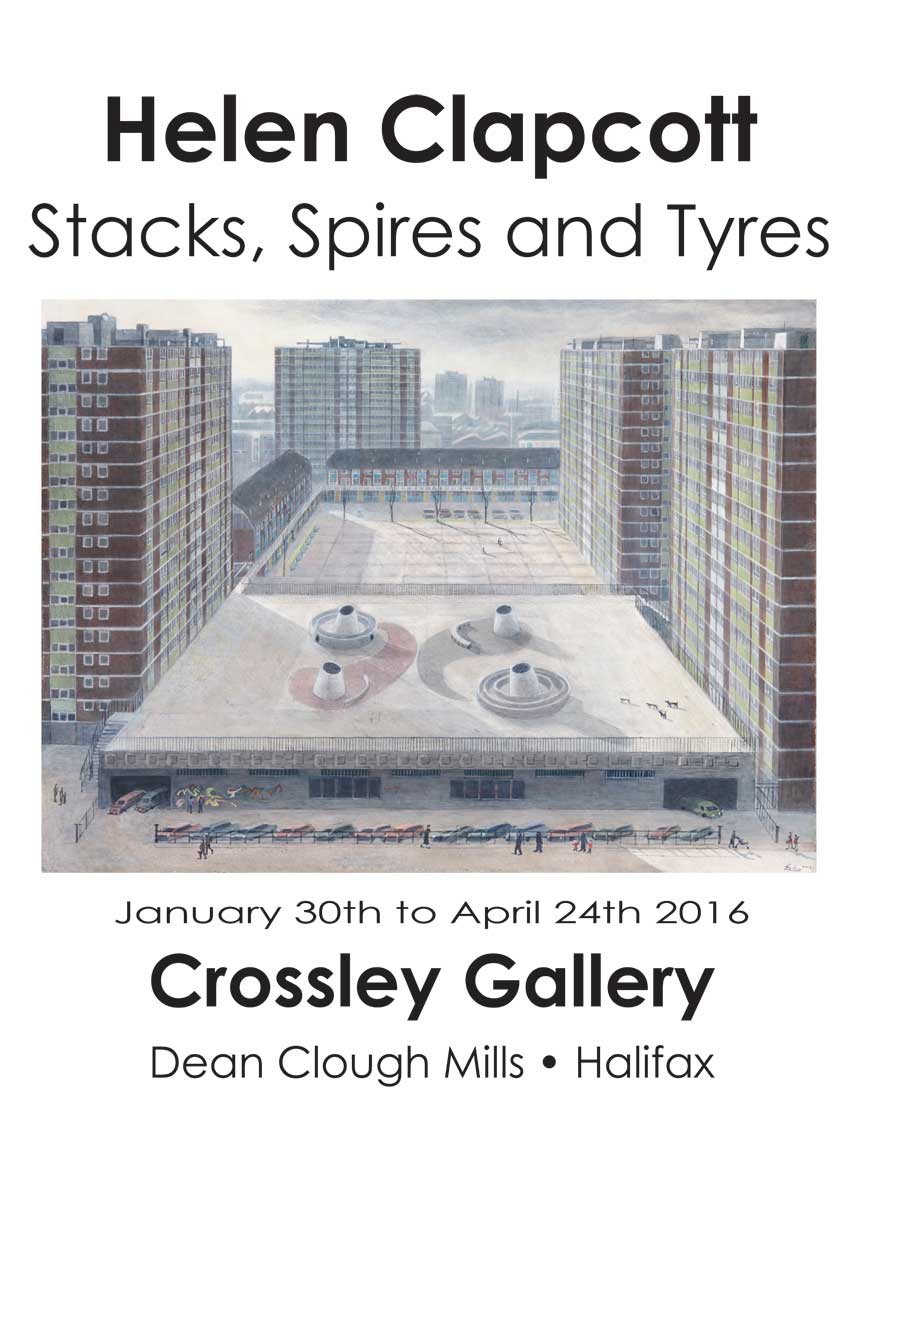 Helen Clapcott
Stacks, Spires and Tyres
January 30th to April 24th 2016
Crossley Gallery
Dean Clough Mills • Halifax